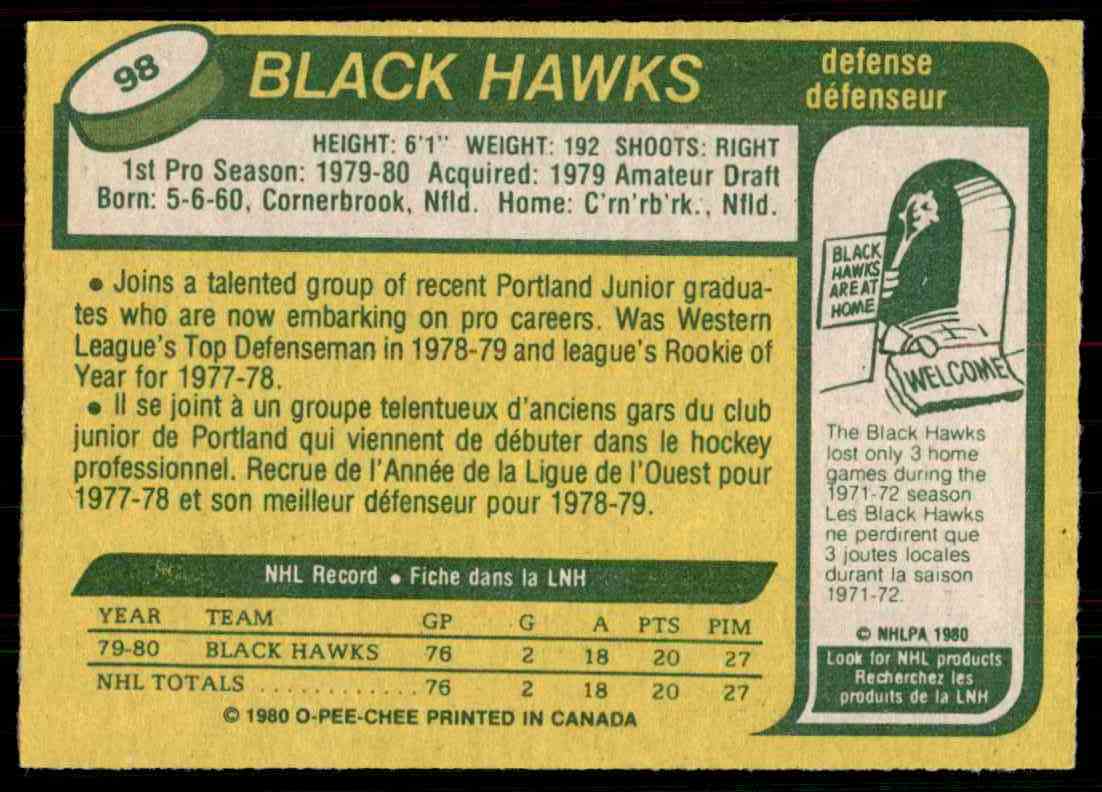 98
BLACK HAWKS
defense
défenseur
HEIGHT: 6'1" WEIGHT: 192 SHOOTS: RIGHT
1st Pro Season: 1979-80 Acquired: 1979 Amateur Draft
Born: 5-6-60, Cornerbrook, Nfld. Home: C'rn'rb'rk., Nfld.
• Joins a talented group of recent Portland Junior gradua-
tes who are now embarking on pro careers. Was Western
League's Top Defenseman in 1978-79 and league's Rookie of
Year for 1977-78.
• Il se joint à un groupe telentueux d'anciens gars du club
junior de Portland qui viennent de débuter dans le hockey
professionnel. Recrue de l'Année de la Ligue de l'Ouest pour
1977-78 et son meilleur défenseur pour 1978-79.
BLACK
HAWKS
ARE AT
HOME
WELCOME
The Black Hawks
lost only 3 home
games during the
1971-72 season
Les Black Hawks
ne perdirent que
3 joutes locales
durant la saison
1971-72.
© NHLPA 1980
Look for NHL products
Recherchez les
produits de la LNH
NHL Record • Fiche dans la LNH
YEAR TEAM GP G A PTS PIM
79-80 BLACK HAWKS 76 2 18 20 27
NHL TOTALS ............76 2 18 20 27
© 1980 O-PEE-CHEE PRINTED IN CANADA